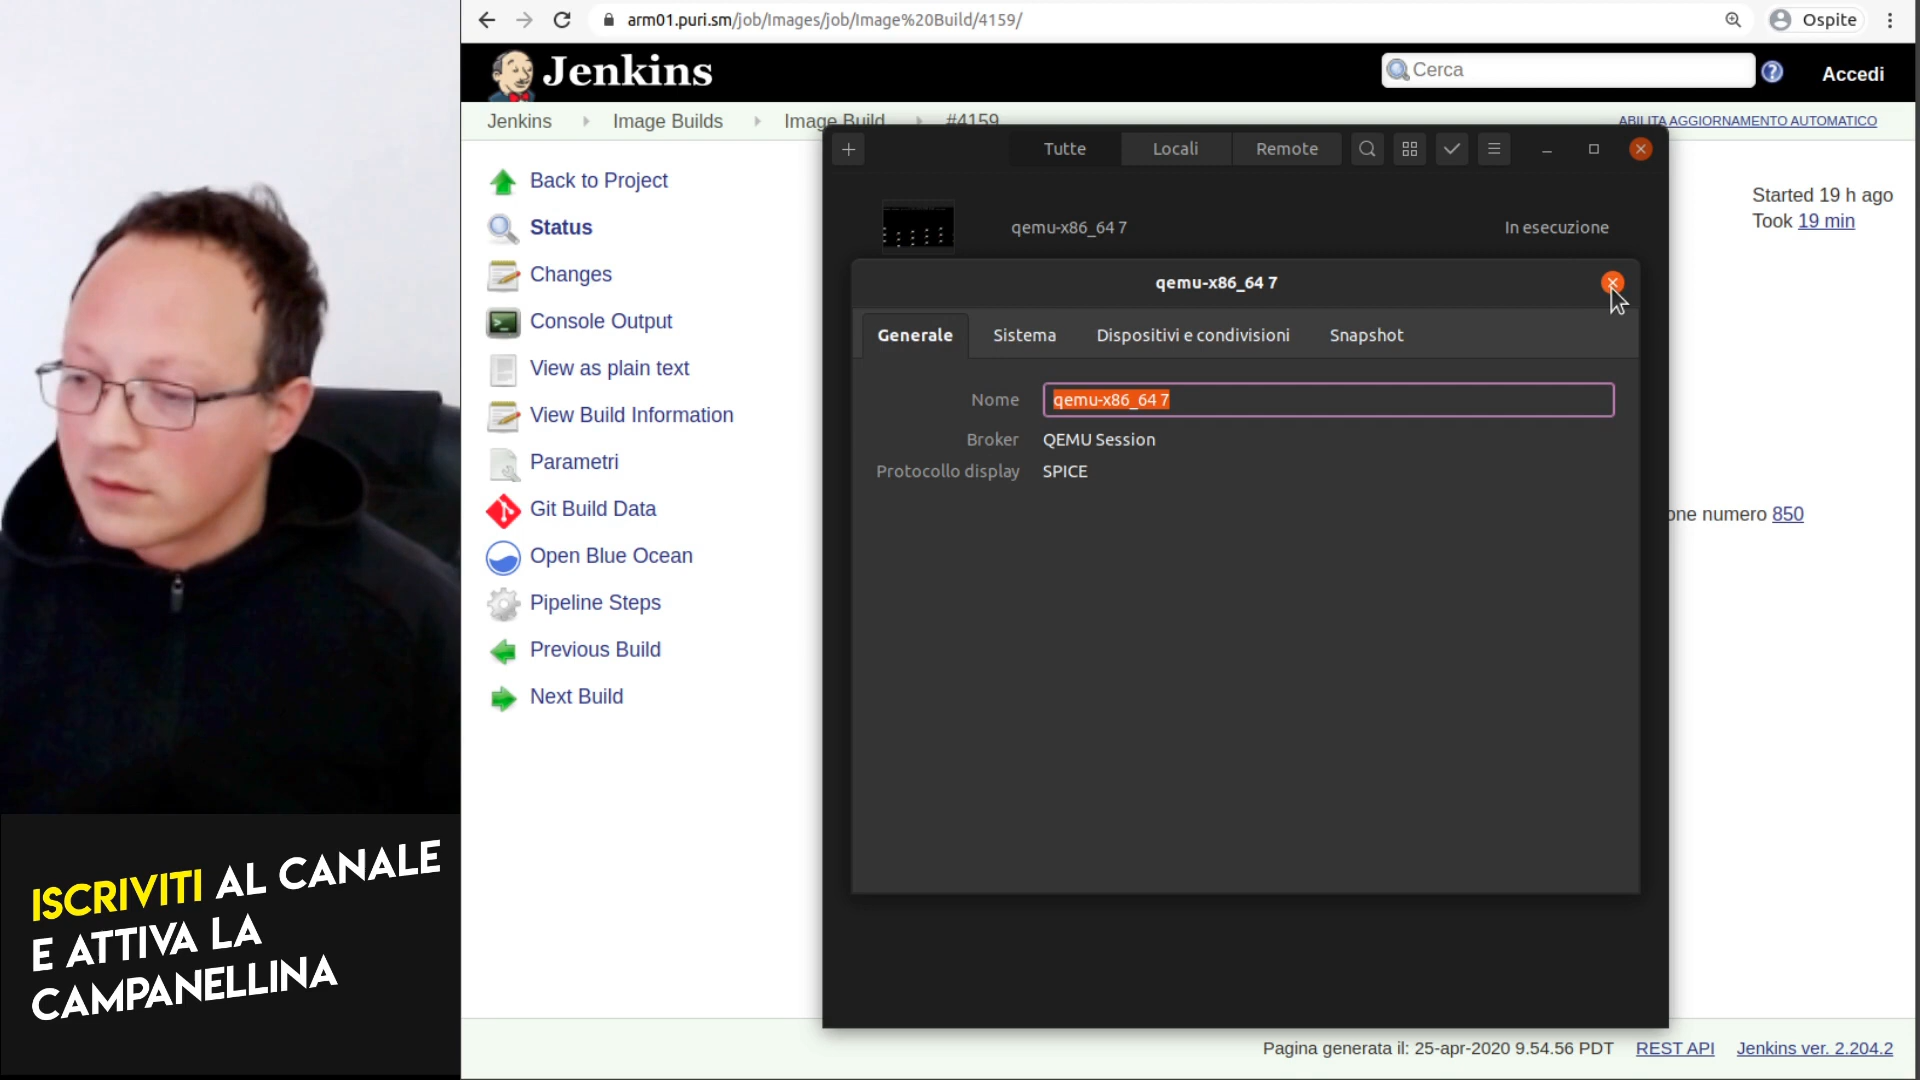 arm01.puri.sm/job/Images/job/Image%20Build/4159/
Ospite
Jenkins
Cerca
Accedi
Jenkins
Image Builds
Image Build
#4159
ABILITA AGGIORNAMENTO AUTOMATICO
Back to Project
Status
Changes
Console Output
View as plain text
View Build Information
Parametri
Git Build Data
Open Blue Ocean
Pipeline Steps
Previous Build
Next Build
Tutte
Locali
Remote
qemu-x86_64 7
In esecuzione
qemu-x86_64 7
Generale
Sistema
Dispositivi e condivisioni
Snapshot
Nome
qemu-x86_64 7
Broker
QEMU Session
Protocollo display
SPICE
Started 19 h ago
Took 19 min
numero 850
ISCRIVITI AL CANALE
E ATTIVA LA
CAMPANELLINA
Pagina generata il: 25-apr-2020 9.54.56 PDT
REST API
Jenkins ver. 2.204.2